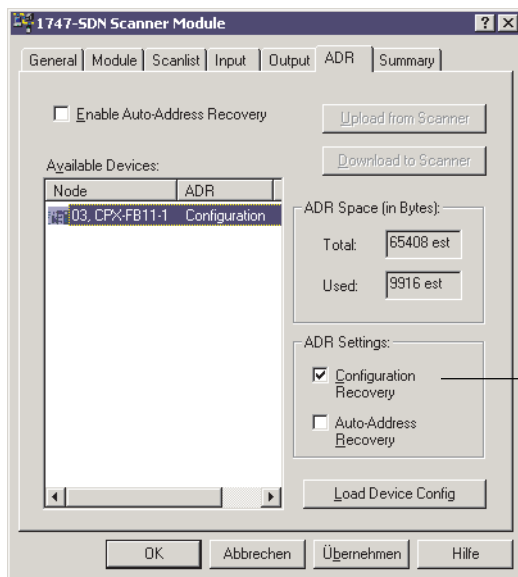 1747-SDN Scanner Module
General Module Scanlist Input Output ADR Summary
Enable Auto-Address Recovery
Upload from Scanner
Download to Scanner
Available Devices:
Node ADR
03, CPX-FB11-1 Configuration
ADR Space (in Bytes):
Total: 65408 est
Used: 9916 est
ADR Settings:
Configuration
Recovery
Auto-Address
Recovery
Load Device Config
OK Abbrechen Übernehmen Hilfe